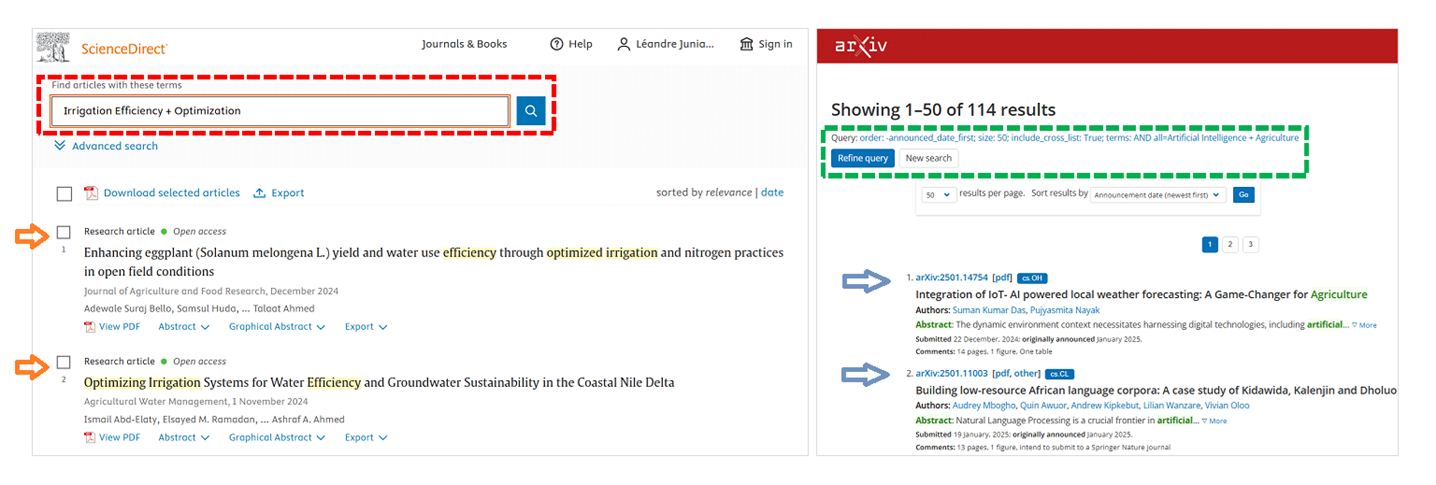 ScienceDirect®
Journals & Books
Help
Léandre Junia...
Sign in
Find articles with these terms
Irrigation Efficiency + Optimization
Advanced search
Download selected articles
Export
sorted by relevance | date
Research article
Open access
1
Enhancing eggplant (Solanum melongena L.) yield and water use efficiency through optimized irrigation and nitrogen practices
in open field conditions
Journal of Agriculture and Food Research, December 2024
Adewale Suraj Bello, Samsul Huda, ... Talaat Ahmed
View PDF
Abstract
Graphical Abstract
Export
Research article
Open access
2
Optimizing Irrigation Systems for Water Efficiency and Groundwater Sustainability in the Coastal Nile Delta
Agricultural Water Management, 1 November 2024
Ismail Abd-Elaty, Elsayed M. Ramadan, ... Ashraf A. Ahmed
View PDF
Abstract
Graphical Abstract
Export
arXiv
Showing 1–50 of 114 results
Query: order: -announced_date_first; size: 50; include_cross_list: True; terms: AND all=Artificial Intelligence + Agriculture
Refine query
New search
50
results per page.
Sort results by
Announcement date (newest first)
Go
1
2
3
1. arXiv:2501.14754 [pdf] cs.OH
Integration of IoT- AI powered local weather forecasting: A Game-Changer for Agriculture
Authors: Suman Kumar Das, Pujyasmita Nayak
Abstract: The dynamic environment context necessitates harnessing digital technologies, including artificial... ▽ More
Submitted 22 December, 2024; originally announced January 2025.
Comments: 14 pages, 1 figure, One table
2. arXiv:2501.11003 [pdf, other] cs.CL
Building low-resource African language corpora: A case study of Kidawida, Kalenjin and Dholuo
Authors: Audrey Mbogho, Quin Awuor, Andrew Kipkebut, Lilian Wanzare, Vivian Oloo
Abstract: Natural Language Processing is a crucial frontier in artificial... ▽ More
Submitted 19 January, 2025; originally announced January 2025.
Comments: 13 pages, 1 figure, intend to submit to a Springer Nature Journal